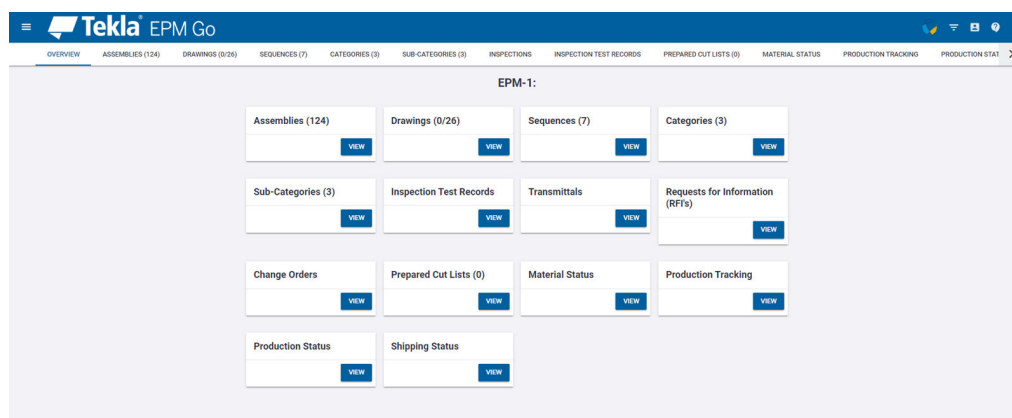 Tekla® EPM Go
OVERVIEW ASSEMBLIES (124) DRAWINGS (0/26) SEQUENCES (7) CATEGORIES (3) SUB-CATEGORIES (3) INSPECTIONS INSPECTION TEST RECORDS PREPARED CUT LISTS (0) MATERIAL STATUS PRODUCTION TRACKING PRODUCTION STAT
EPM-1:
Assemblies (124)
VIEW
Drawings (0/26)
VIEW
Sequences (7)
VIEW
Categories (3)
VIEW
Sub-Categories (3)
VIEW
Inspection Test Records
VIEW
Transmittals
VIEW
Requests for Information
(RFI's)
VIEW
Change Orders
VIEW
Prepared Cut Lists (0)
VIEW
Material Status
VIEW
Production Tracking
VIEW
Production Status
VIEW
Shipping Status
VIEW